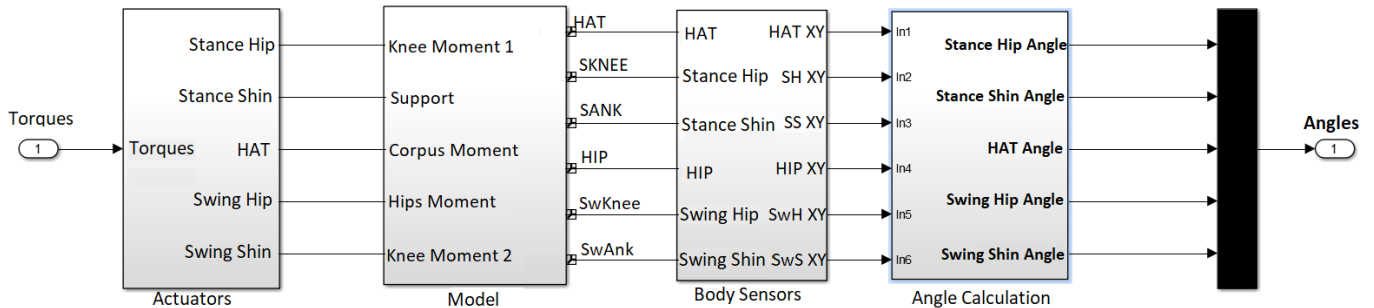 Torques
1
Torques
Stance Hip
Stance Shin
HAT
Swing Hip
Swing Shin
Actuators
Knee Moment 1
Support
Corpus Moment
Hips Moment
Knee Moment 2
Model
HAT
SKNEE
SANK
HIP
SwKnee
SwAnk
HAT
Stance Hip
Stance Shin
HIP
Swing Hip
Swing Shin
HAT XY
SH XY
SS XY
HIP XY
SwH XY
SwS XY
Body Sensors
In1
In2
In3
In4
In5
In6
Stance Hip Angle
Stance Shin Angle
HAT Angle
Swing Hip Angle
Swing Shin Angle
Angle Calculation
Angles
1